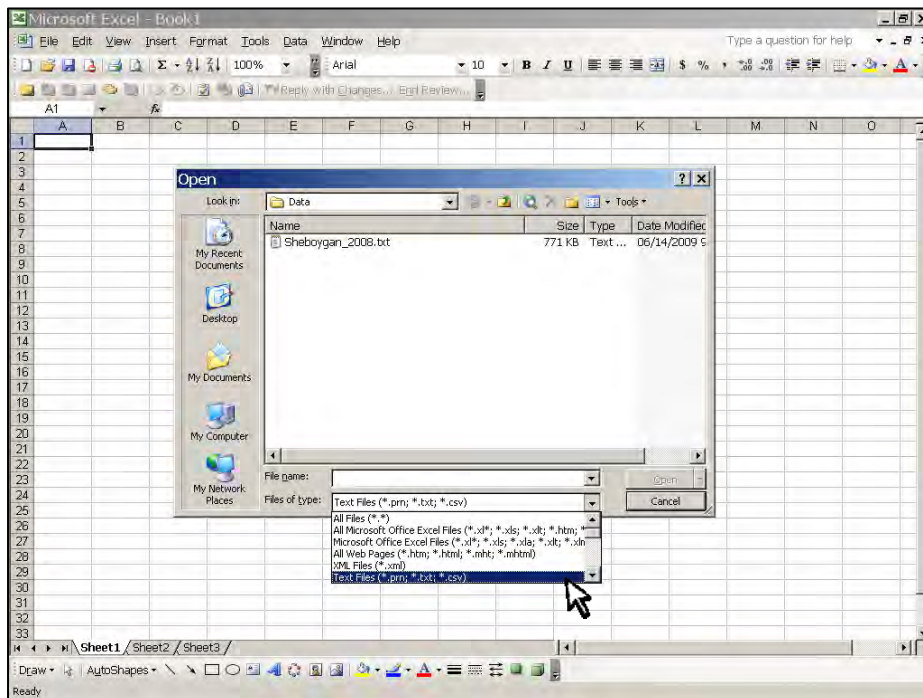 Microsoft Excel - Book1
File Edit View Insert Format Tools Data Window Help Type a question for help
Σ 100% Arial 10 B I U $ % ,
Reply with Changes... End Review...
A1 fx
A B C D E F G H I J K L M N O
1
2
3
4
5
6
7
8
9
10
11
12
13
14
15
16
17
18
19
20
21
22
23
24
25
26
27
28
29
30
31
32
33
Open
Look in: Data Tools
Name Size Type Date Modified
Sheboygan_2008.txt 771 KB Text ... 06/14/2009 9
My Recent
Documents
Desktop
My Documents
My Computer
My Network
Places
File name: Open
Files of type: Text Files (*.prn; *.txt; *.csv) Cancel
All Files (*.*)
All Microsoft Office Excel Files (*.xl*; *.xls; *.xlt; *.htm; *
Microsoft Office Excel Files (*.xl*; *.xls; *.xla; *.xlt; *.xln
All Web Pages (*.htm; *.html; *.mht; *.mhtml)
XML Files (*.xml)
Text Files (*.prn; *.txt; *.csv)
Sheet1 Sheet2 Sheet3
Draw AutoShapes A
Ready